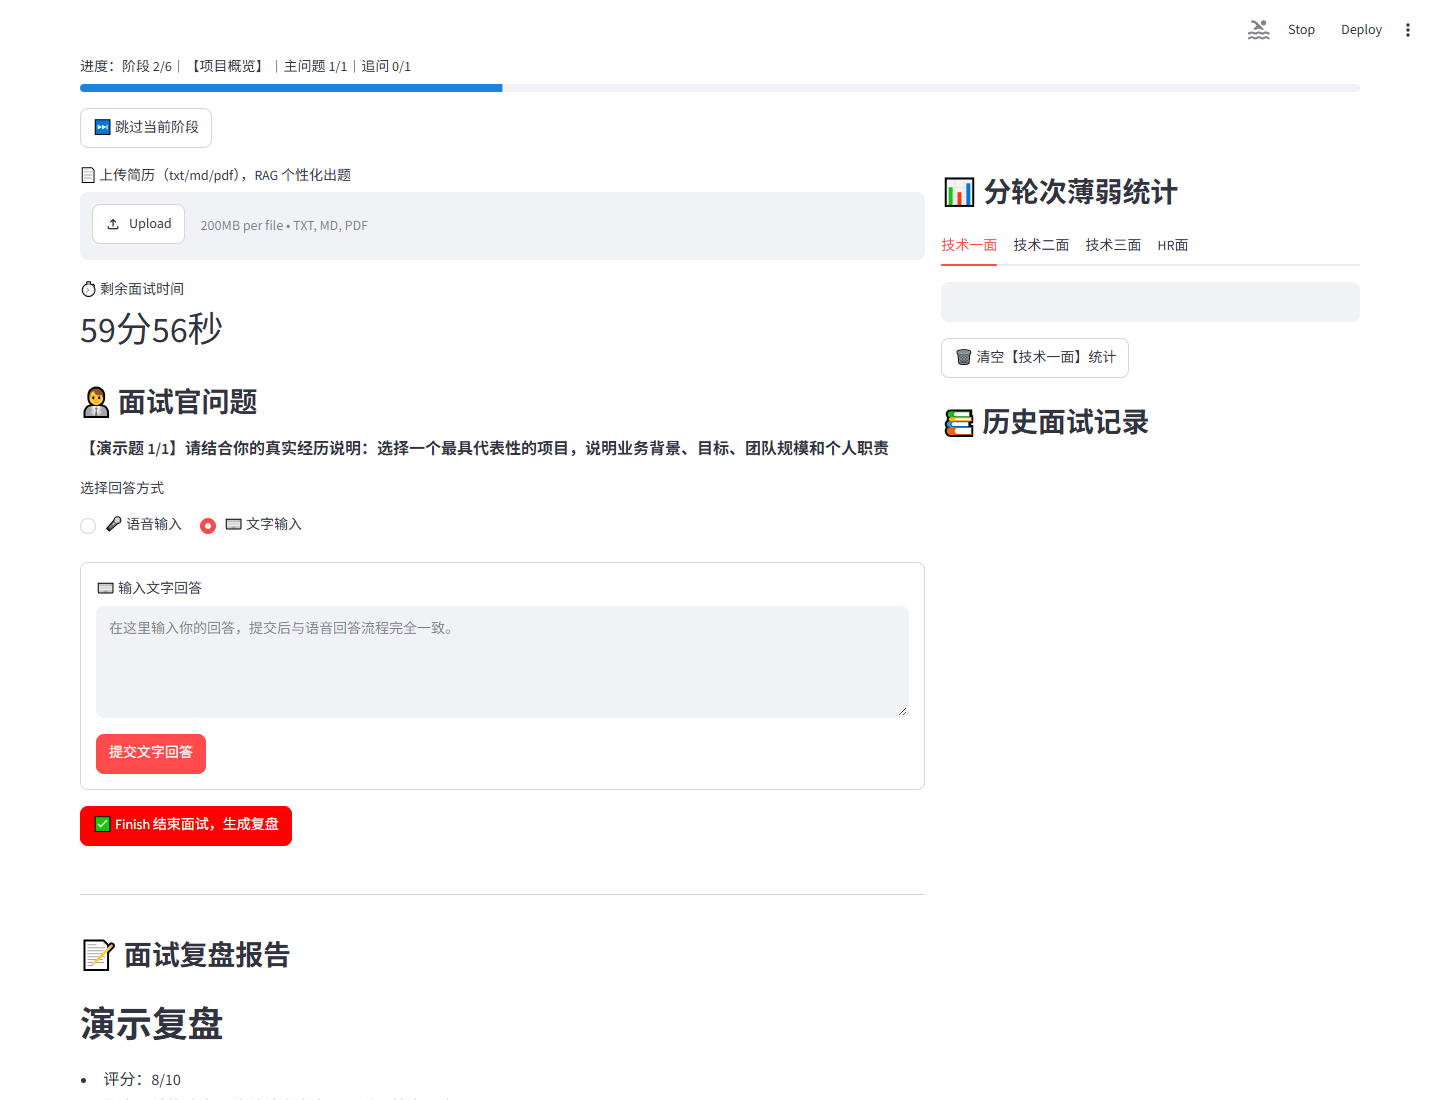 Stop
Deploy
进度：阶段 2/6｜【项目概览】｜主问题 1/1｜追问 0/1
跳过当前阶段
上传简历（txt/md/pdf），RAG 个性化出题
Upload
200MB per file • TXT, MD, PDF
剩余面试时间
59分56秒
面试官问题
【演示题 1/1】请结合你的真实经历说明：选择一个最具代表性的项目，说明业务背景、目标、团队规模和个人职责
选择回答方式
语音输入
文字输入
输入文字回答
在这里输入你的回答，提交后与语音回答流程完全一致。
提交文字回答
Finish 结束面试，生成复盘
面试复盘报告
演示复盘
评分：8/10
分轮次薄弱统计
技术一面
技术二面
技术三面
HR面
清空【技术一面】统计
历史面试记录